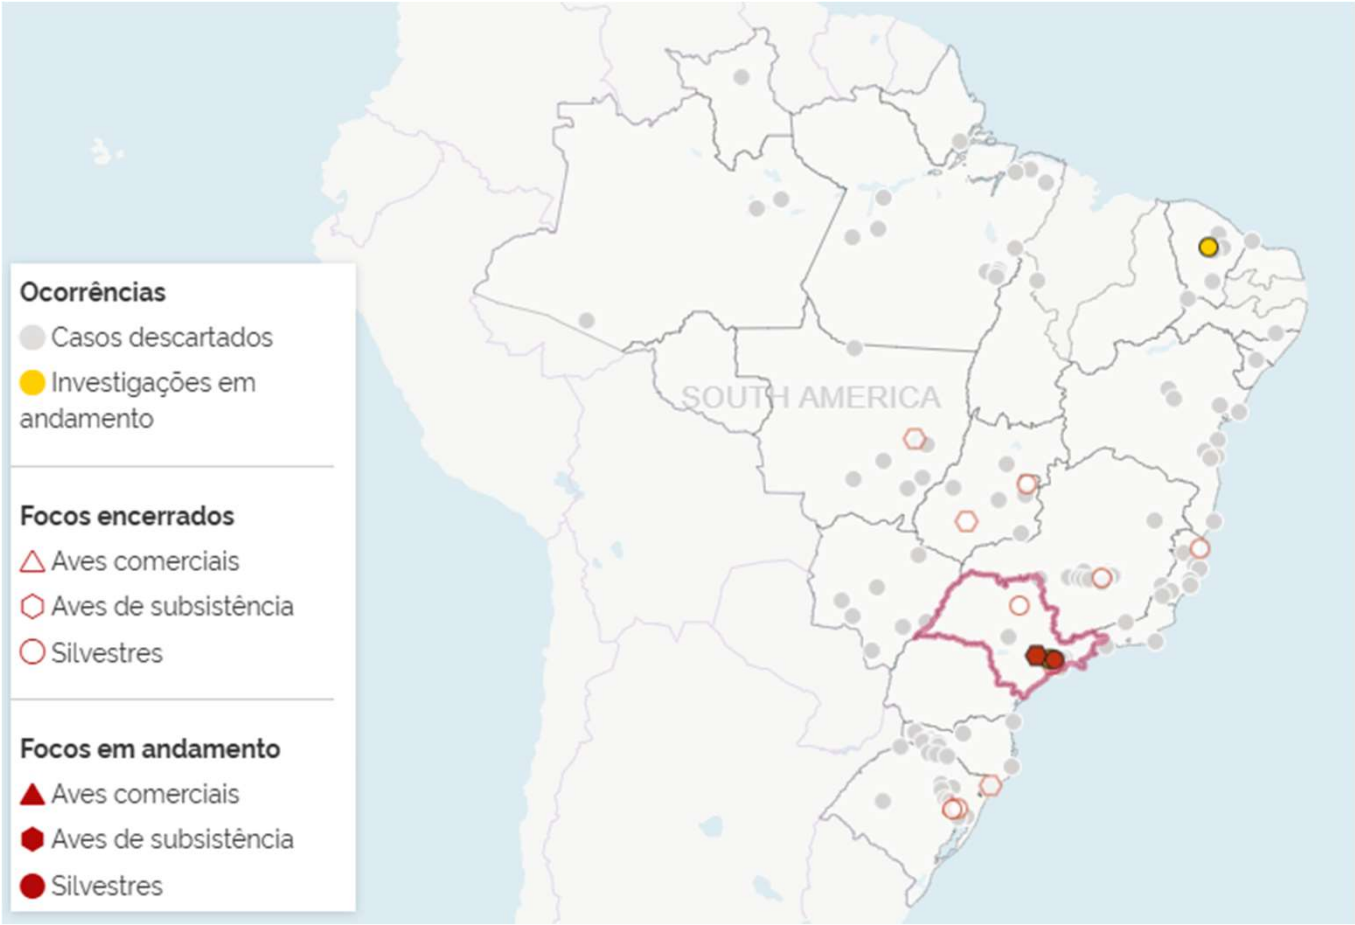 SOUTH AMERICA
Ocorrências
Casos descartados
Investigações em
andamento
Focos encerrados
Aves comerciais
Aves de subsistência
Silvestres
Focos em andamento
Aves comerciais
Aves de subsistência
Silvestres